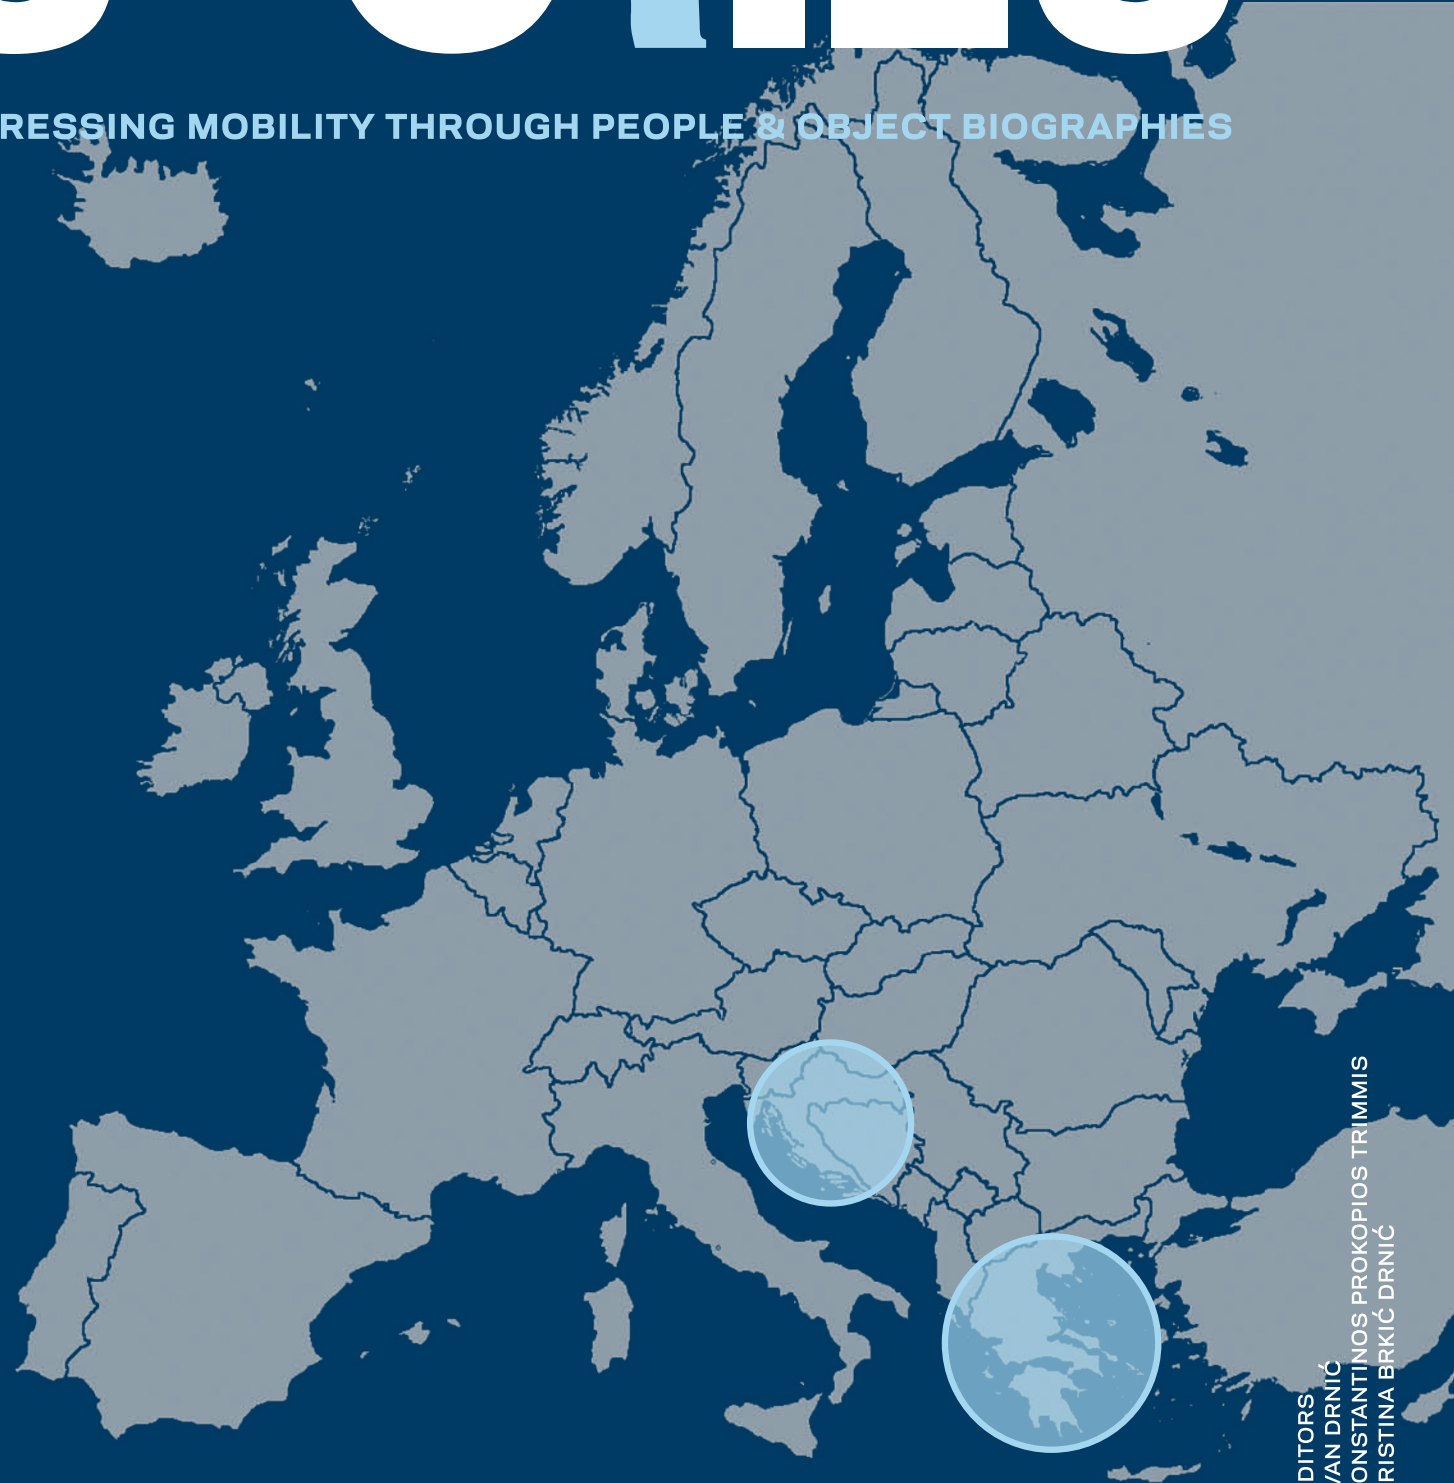 RESSING MOBILITY THROUGH PEOPLE & OBJECT BIOGRAPHIES
DITORS
VAN DRNIĆ
ONSTANTINOS PROKOPIOS TRIMMIS
RISTINA BRKIĆ DRNIĆ